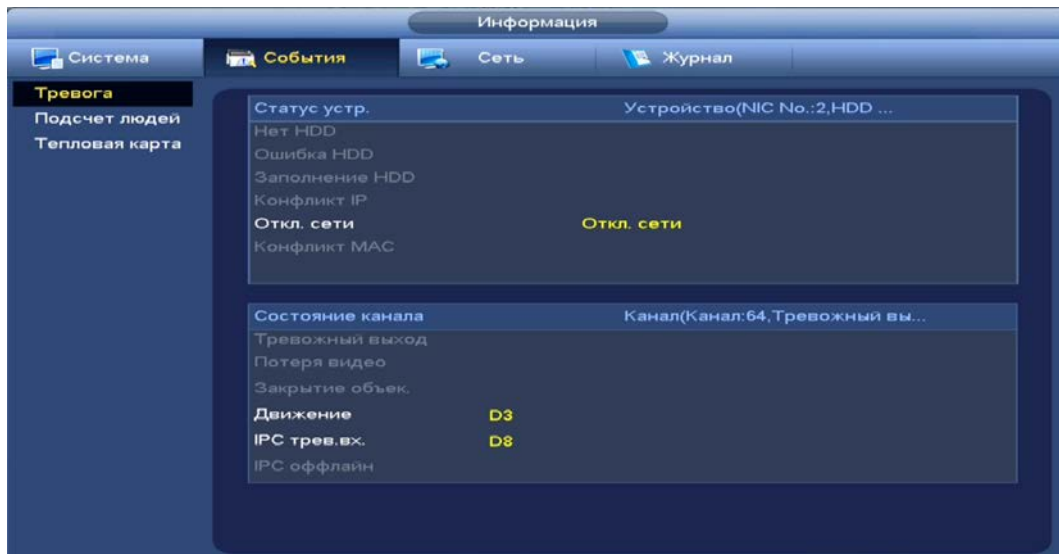 Информация
Система События Сеть Журнал
Тревога
Подсчет людей
Тепловая карта
Статус устр. Устройство(NIC No.:2,HDD ...
Нет HDD
Ошибка HDD
Заполнение HDD
Конфликт IP
Откл. сети Откл. сети
Конфликт MAC
Состояние канала Канал(Канал:64,Тревожный вы...
Тревожный выход
Потеря видео
Закрытие объек.
Движение D3
IPC трев.вх. D8
IPC оффлайн